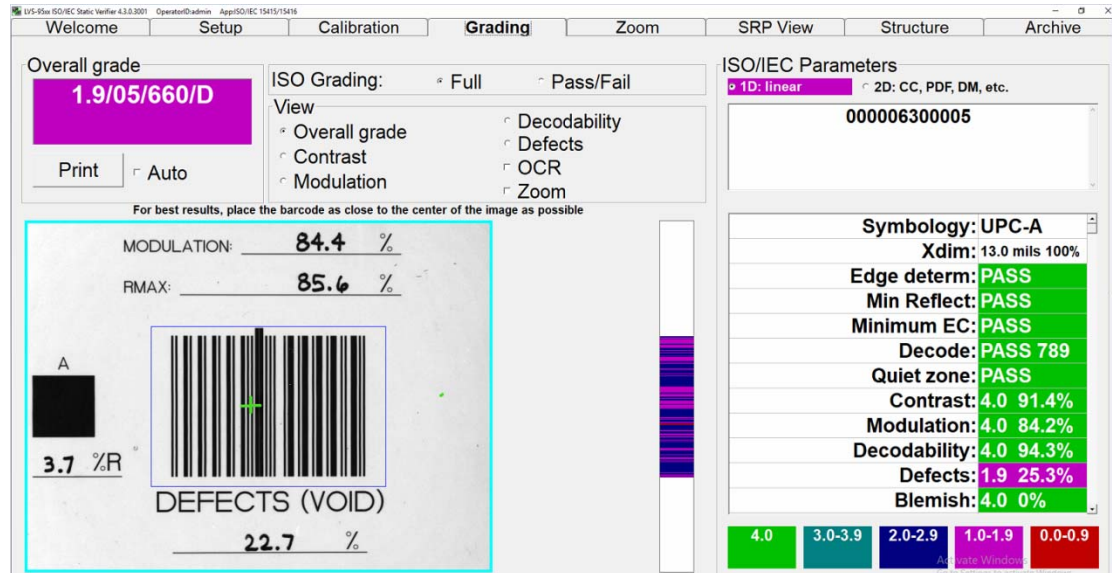 LVS-95xx ISO/IEC Static Verifier 4.3.0.3001 OperatorID:admin App:ISO/IEC 15415/15416
Welcome Setup Calibration Grading Zoom SRP View Structure Archive
Overall grade
1.9/05/660/D
Print Auto
ISO Grading: Full Pass/Fail
View
Overall grade
Contrast
Modulation
Decodability
Defects
OCR
Zoom
For best results, place the barcode as close to the center of the image as possible
MODULATION: 84.4 %
RMAX: 85.6 %
A
3.7 %R
DEFECTS (VOID)
22.7 %
ISO/IEC Parameters
1D: linear 2D: CC, PDF, DM, etc.
000006300005
Symbology: UPC-A
Xdim: 13.0 mils 100%
Edge determ: PASS
Min Reflect: PASS
Minimum EC: PASS
Decode: PASS 789
Quiet zone: PASS
Contrast: 4.0 91.4%
Modulation: 4.0 84.2%
Decodability: 4.0 94.3%
Defects: 1.9 25.3%
Blemish: 4.0 0%
4.0 3.0-3.9 2.0-2.9 1.0-1.9 0.0-0.9
Activate Windows